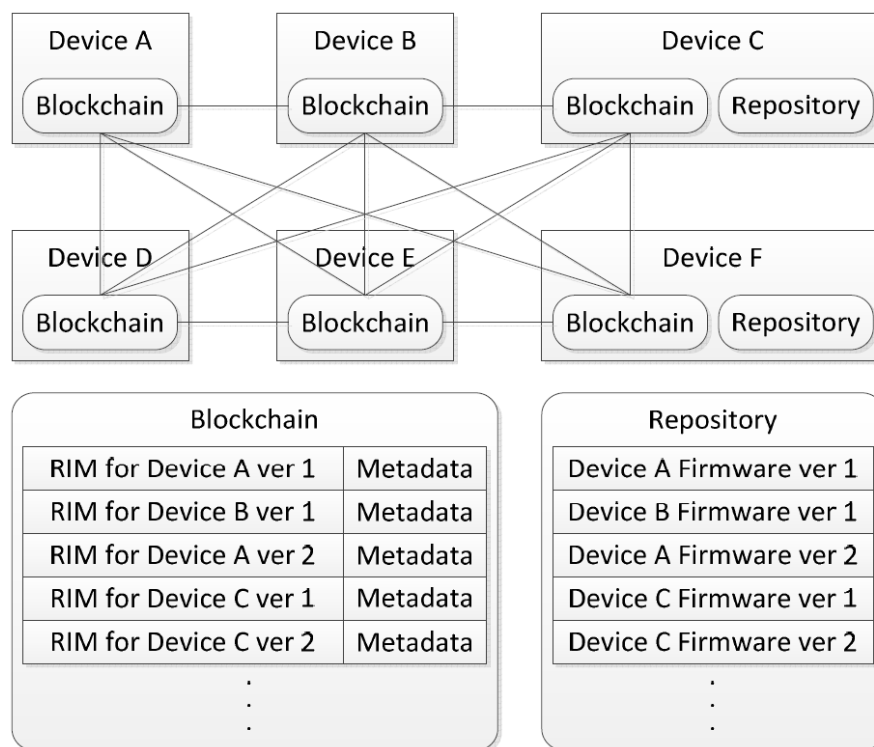 Device A
Device B
Device C
Blockchain
Blockchain
Blockchain
Repository
Device D
Device E
Device F
Blockchain
Blockchain
Blockchain
Repository
Blockchain
RIM for Device A ver 1 Metadata
RIM for Device B ver 1 Metadata
RIM for Device A ver 2 Metadata
RIM for Device C ver 1 Metadata
RIM for Device C ver 2 Metadata
.
.
.
Repository
Device A Firmware ver 1
Device B Firmware ver 1
Device A Firmware ver 2
Device C Firmware ver 1
Device C Firmware ver 2
.
.
.